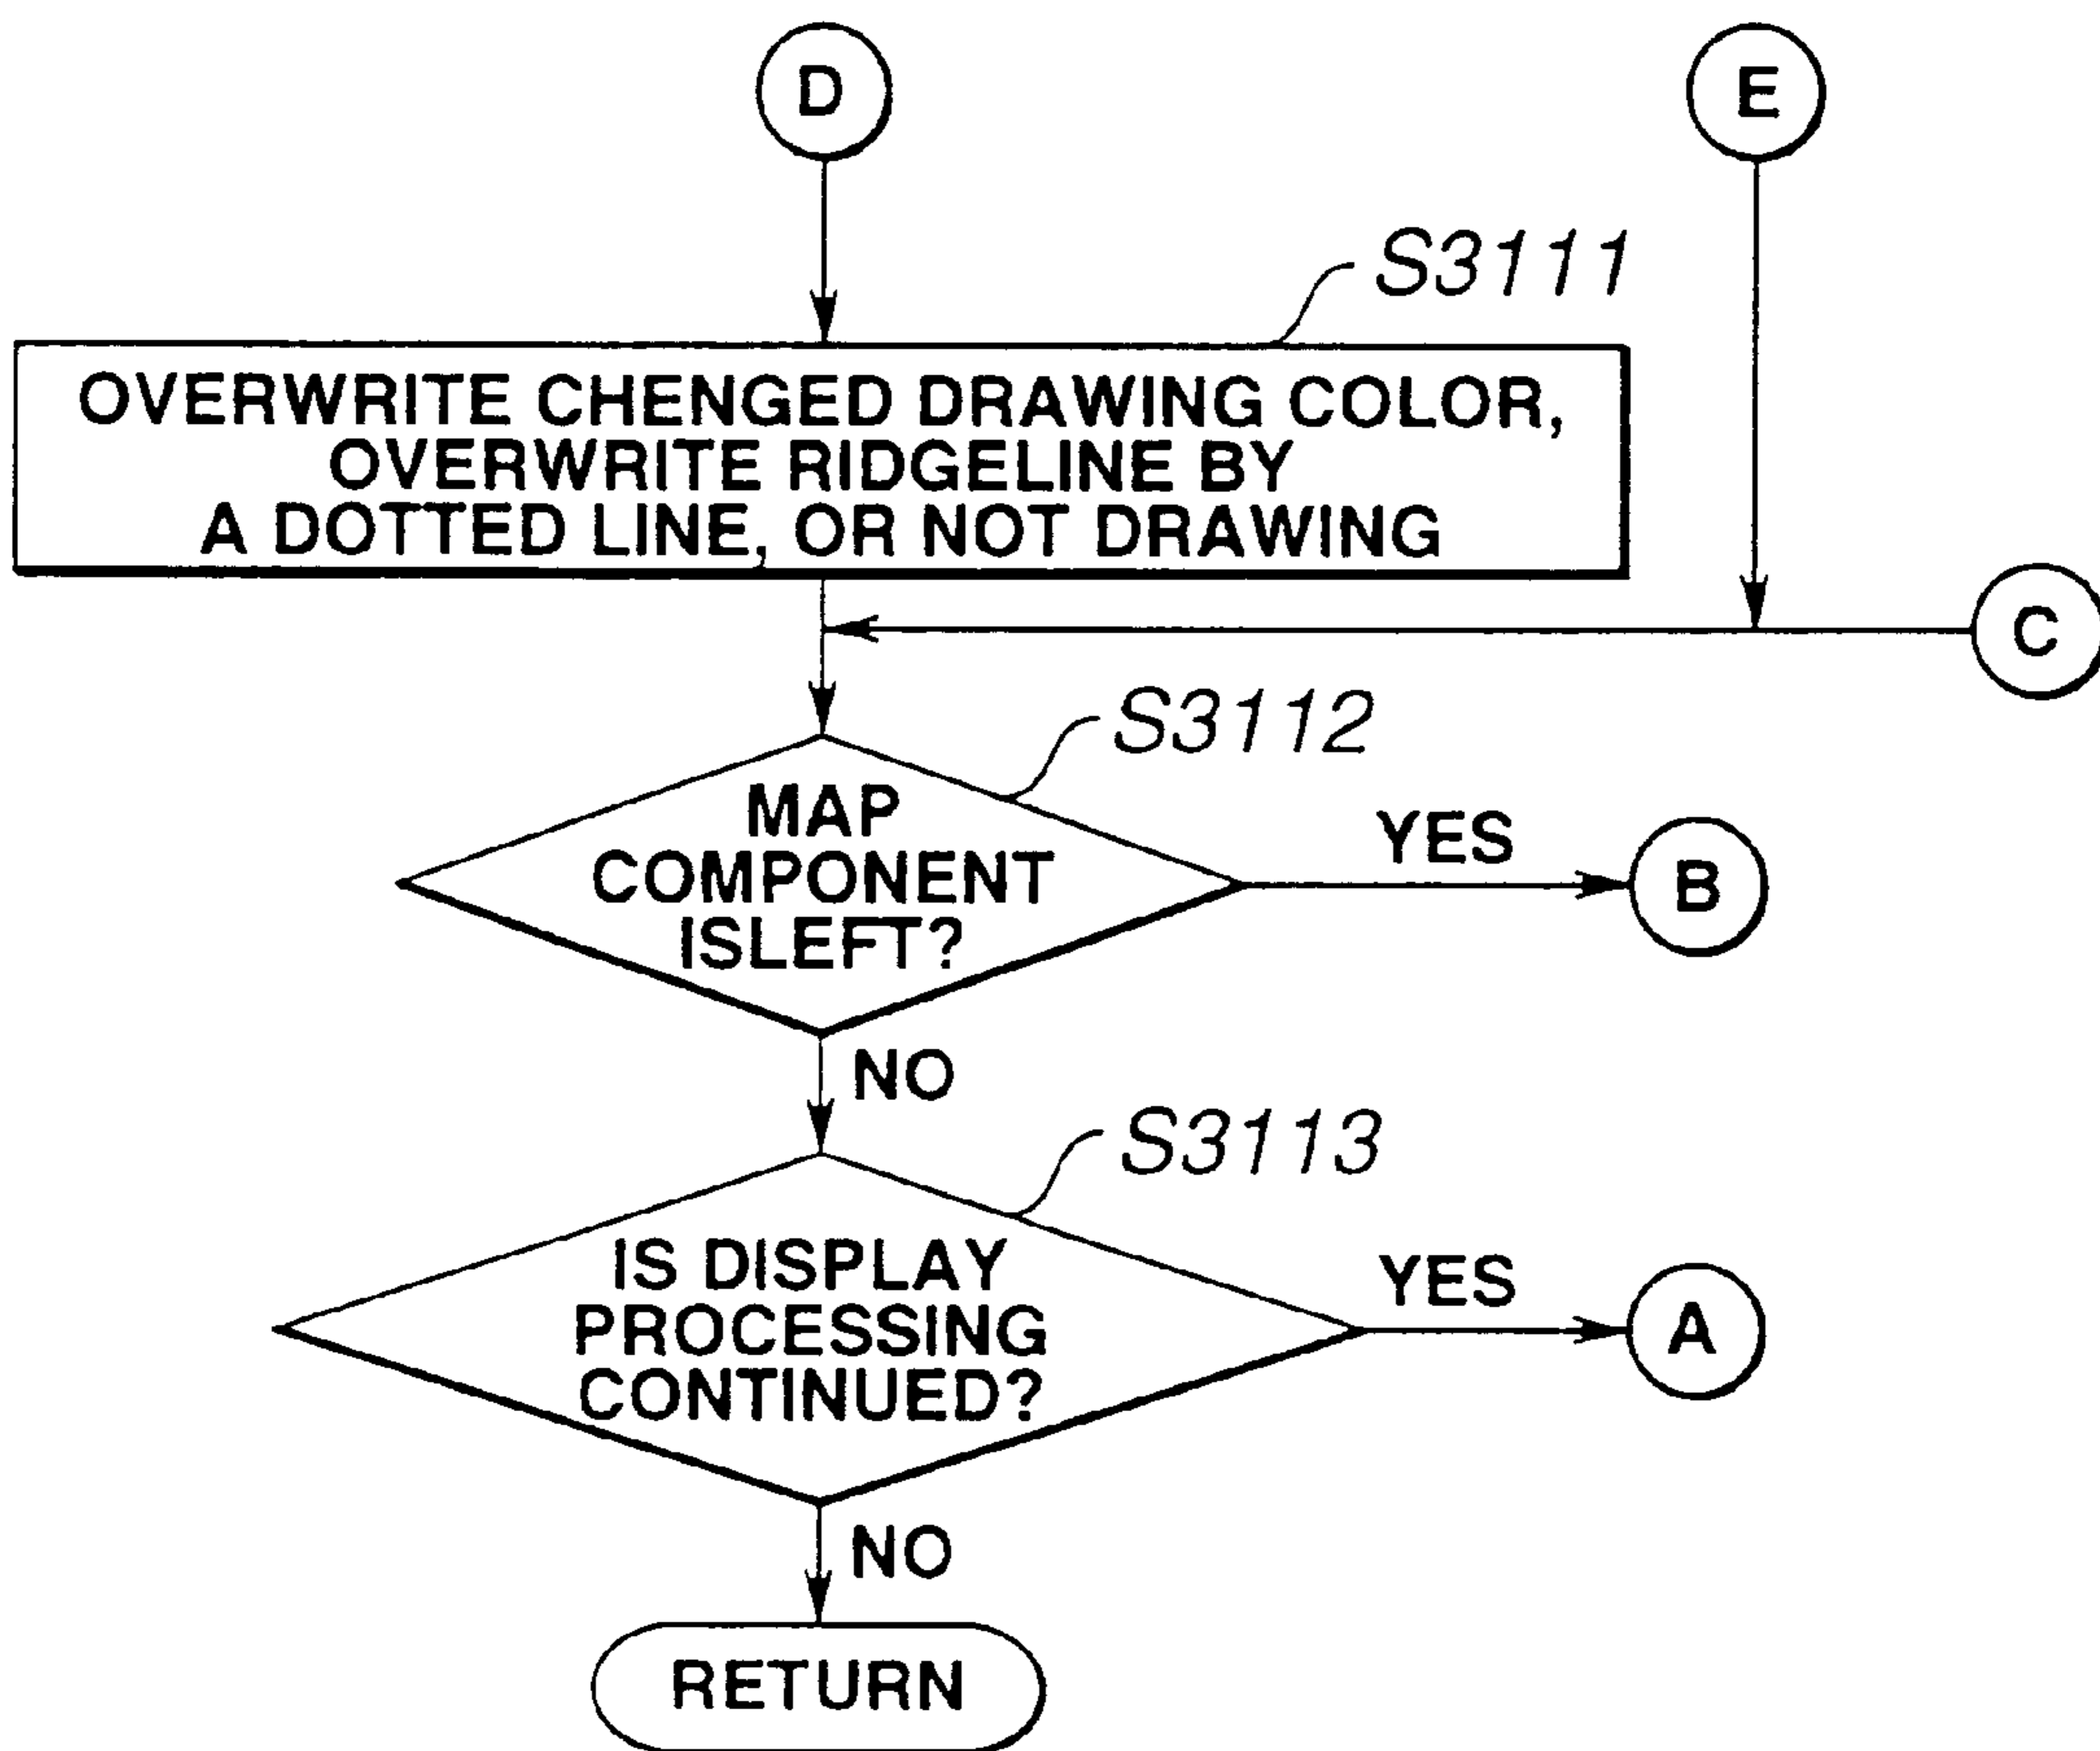 D
E
S3111
OVERWRITE CHENGED DRAWING COLOR,
OVERWRITE RIDGELINE BY
A DOTTED LINE, OR NOT DRAWING
C
S3112
MAP
COMPONENT
ISLEFT?
YES
B
NO
S3113
IS DISPLAY
PROCESSING
CONTINUED?
YES
A
NO
RETURN